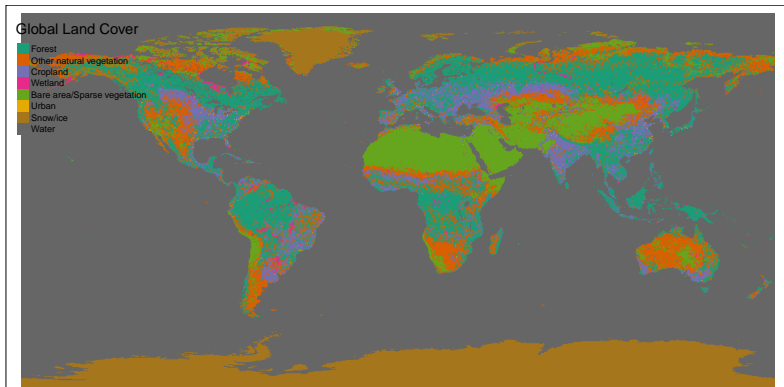 Global Land Cover
Forest
Other natural vegetation
Cropland
Wetland
Bare area/Sparse vegetation
Urban
Snow/ice
Water